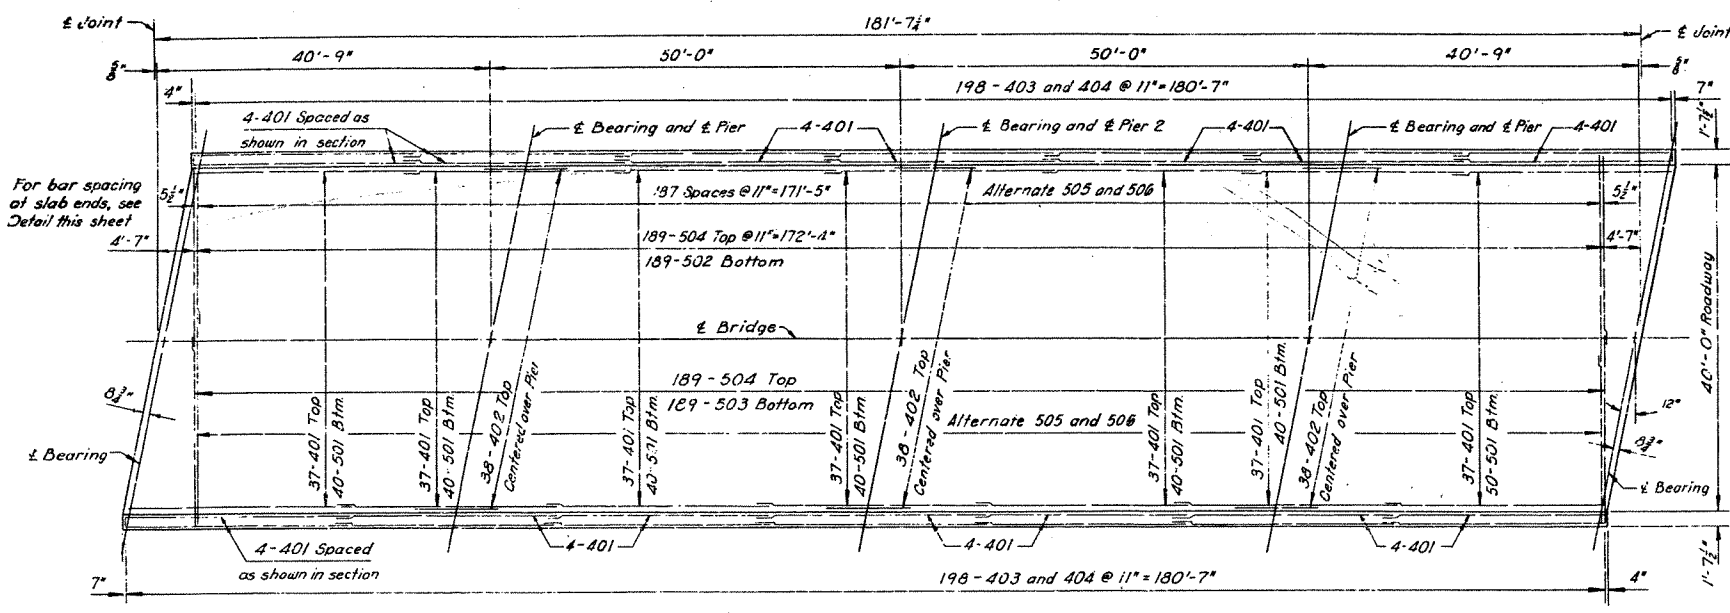 ℄ Joint
181'-7¼"
℄ Joint
40'-9"
50'-0"
50'-0"
40'-9"
⅝"
⅝"
4"
198 - 403 and 404 @ 11" = 180'-7"
7"
4-401 Spaced as
shown in section
℄ Bearing and ℄ Pier
4-401
℄ Bearing and ℄ Pier 2
4-401
℄ Bearing and ℄ Pier
4-401
1'-7½"
For bar spacing
at slab ends, see
Detail this sheet
5½"
187 Spaces @ 11" = 171'-5"
Alternate 505 and 506
5½"
4'-7"
189-504 Top @ 11" = 172'-4"
189-502 Bottom
4'-7"
℄ Bridge
40'-0" Roadway
189 - 504 Top
189 - 503 Bottom
Alternate 505 and 506
8¾"
12"
8¾"
℄ Bearing
℄ Bearing
37-401 Top
40-501 Btm.
37-401 Top
40-501 Btm.
38-402 Top
Centered over Pier
37-401 Top
40-501 Btm.
37-401 Top
40-501 Btm.
38-402 Top
Centered over Pier
37-401 Top
40-501 Btm.
37-401 Top
40-501 Btm.
38-402 Top
Centered over Pier
37-401 Top
50-501 Btm.
4-401 Spaced
as shown in section
4-401
4-401
4-401
1'-7½"
7"
198 - 403 and 404 @ 11" = 180'-7"
4"